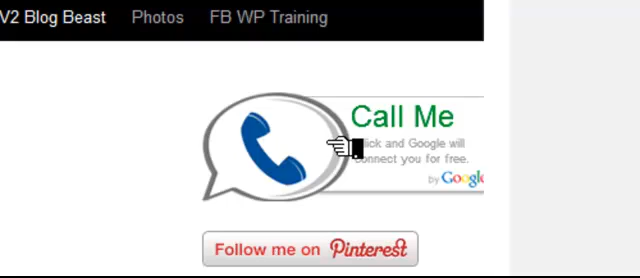 V2 Blog Beast Photos FB WP Training
Call Me
lick and Google will
connect you for free.
by Google
Follow me on Pinterest